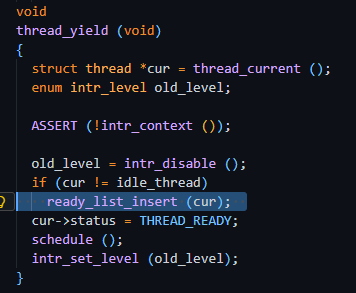 void
thread_yield (void)
{
  struct thread *cur = thread_current ();
  enum intr_level old_level;
  ASSERT (!intr_context ());
  old_level = intr_disable ();
  if (cur != idle_thread)
    ready_list_insert (cur);
  cur->status = THREAD_READY;
  schedule ();
  intr_set_level (old_level);
}